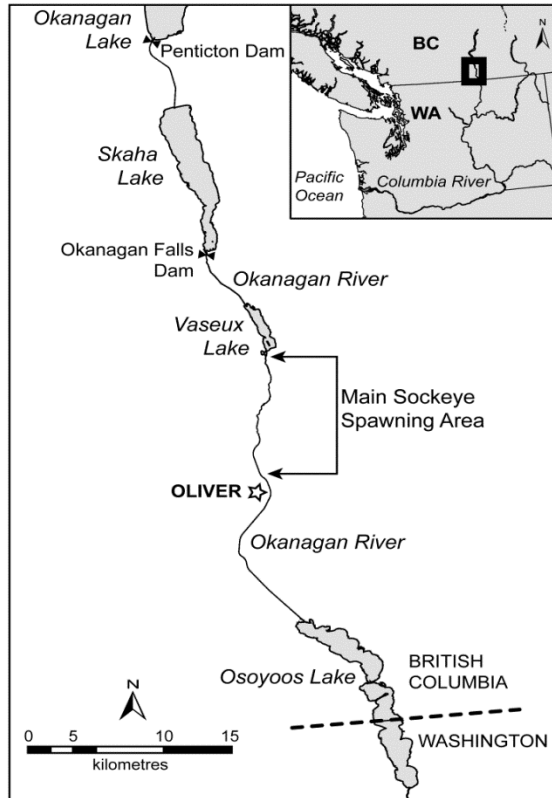 Okanagan
Lake
Penticton Dam
BC
N
WA
Pacific
Ocean
Columbia River
Skaha
Lake
Okanagan Falls
Dam
Okanagan River
Vaseux
Lake
Main Sockeye
Spawning Area
OLIVER
Okanagan River
Osoyoos Lake
BRITISH
COLUMBIA
WASHINGTON
N
0 5 10 15
kilometres